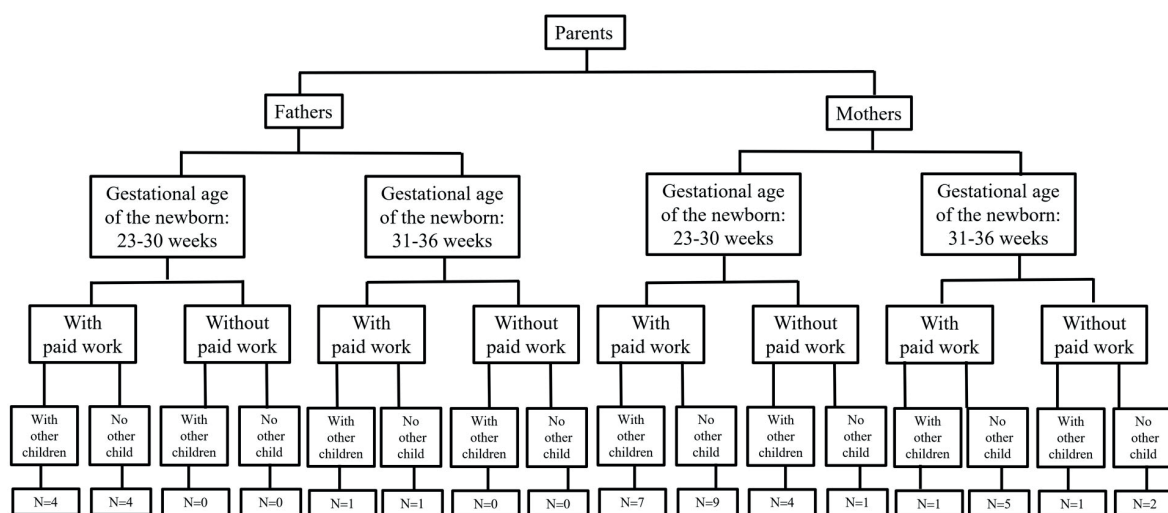 Parents
Fathers
Mothers
Gestational age
of the newborn:
23-30 weeks
Gestational age
of the newborn:
31-36 weeks
Gestational age
of the newborn:
23-30 weeks
Gestational age
of the newborn:
31-36 weeks
With
paid work
Without
paid work
With
paid work
Without
paid work
With
paid work
Without
paid work
With
paid work
Without
paid work
With
other
children
No
other
child
With
other
children
No
other
child
With
other
children
No
other
child
With
other
children
No
other
child
With
other
children
No
other
child
With
other
children
No
other
child
With
other
children
No
other
child
With
other
children
No
other
child
N=4
N=4
N=0
N=0
N=1
N=1
N=0
N=0
N=7
N=9
N=4
N=1
N=1
N=5
N=1
N=2